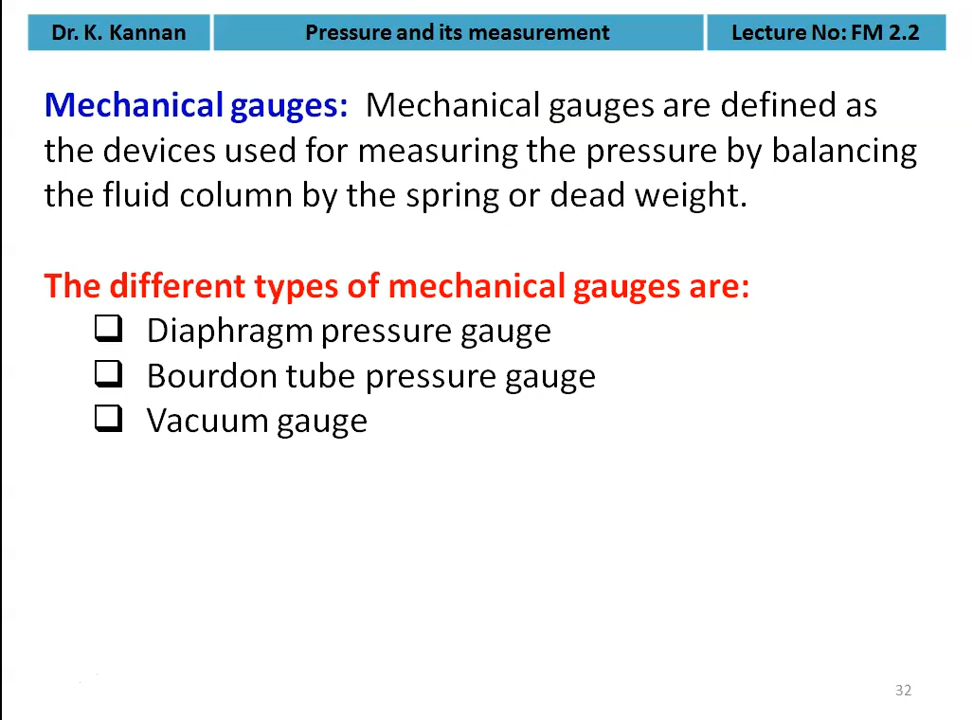 Dr. K. Kannan
Pressure and its measurement
Lecture No: FM 2.2
Mechanical gauges: Mechanical gauges are defined as
the devices used for measuring the pressure by balancing
the fluid column by the spring or dead weight.
The different types of mechanical gauges are:
❑ Diaphragm pressure gauge
❑ Bourdon tube pressure gauge
❑ Vacuum gauge
32